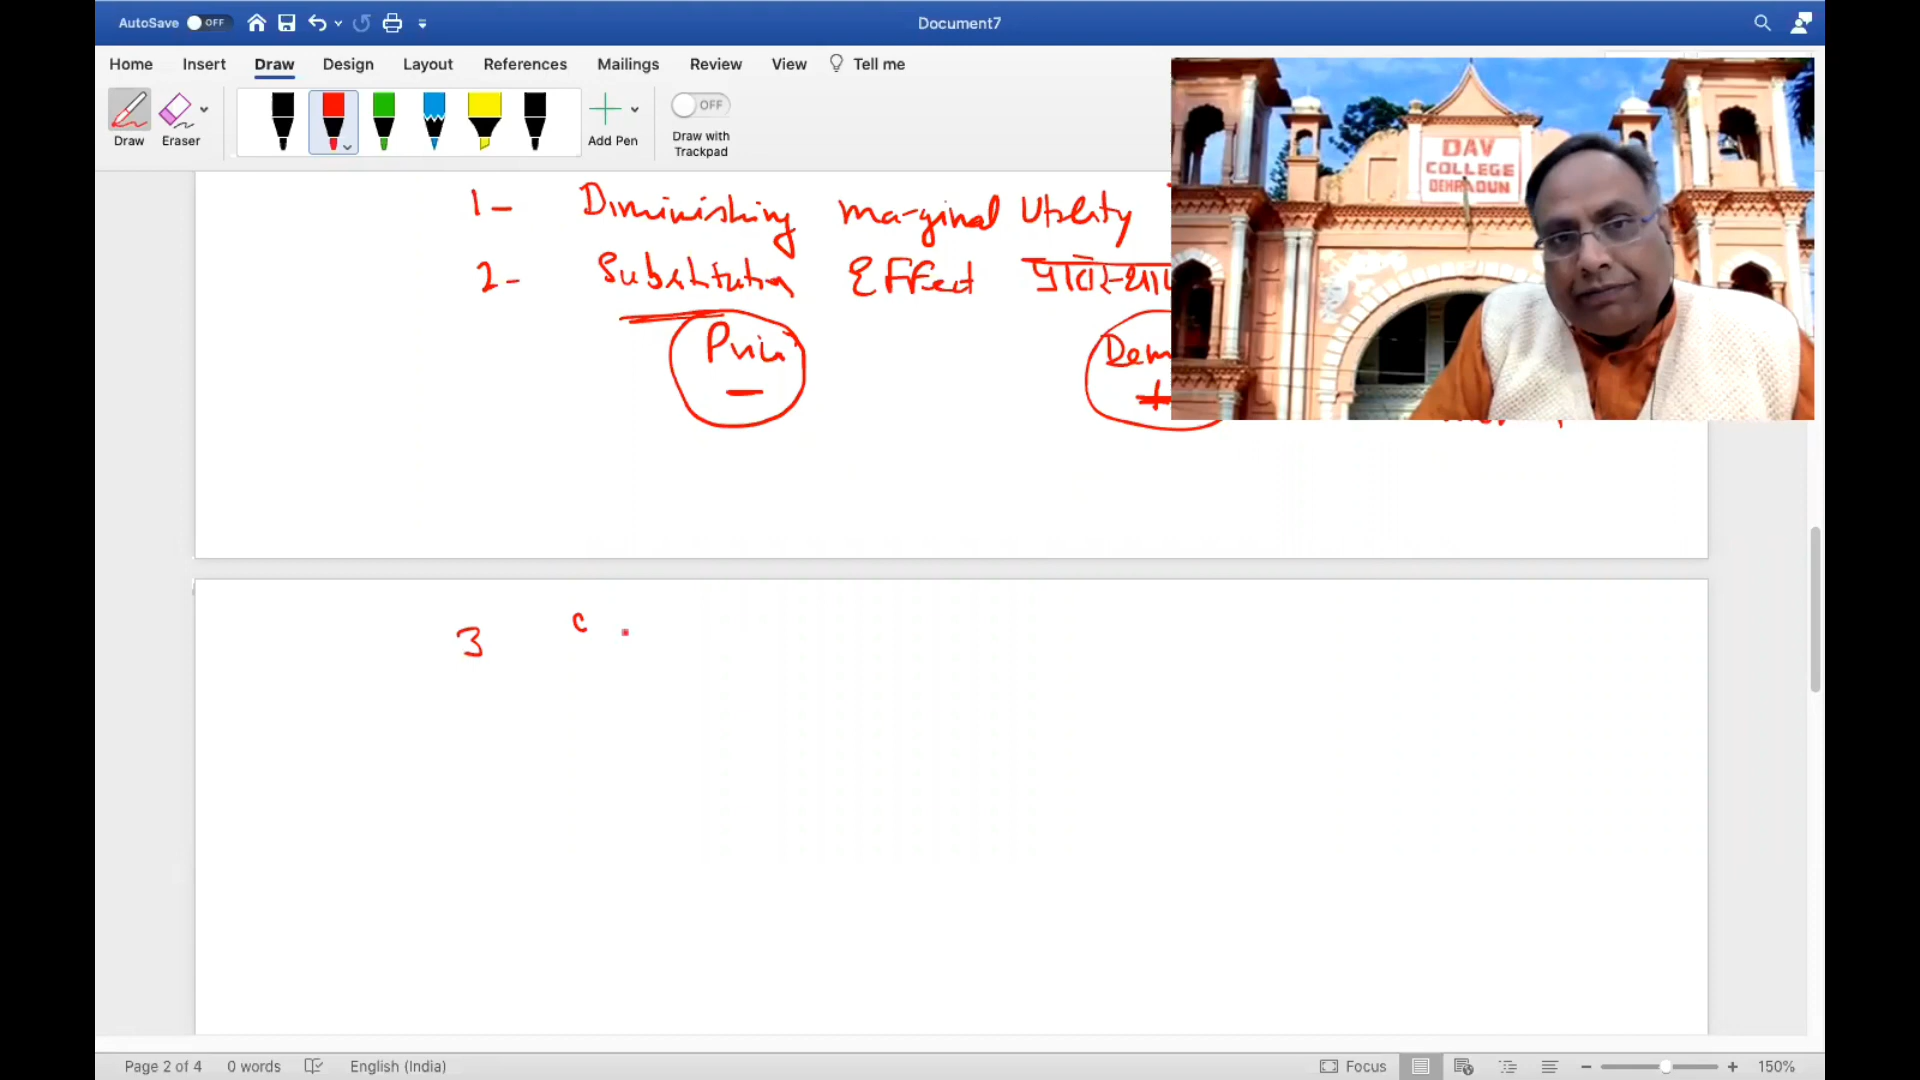 AutoSave OFF Document7
Home Insert Draw Design Layout References Mailings Review View Tell me
OFF
Draw Eraser Add Pen Draw with Trackpad
DAV
COLLEGE
DEHRADUN
1- Diminishing marginal Utility
2- Substitution Effect
Price Dem
- +
3 c
Page 2 of 4 0 words English (India) Focus 150%